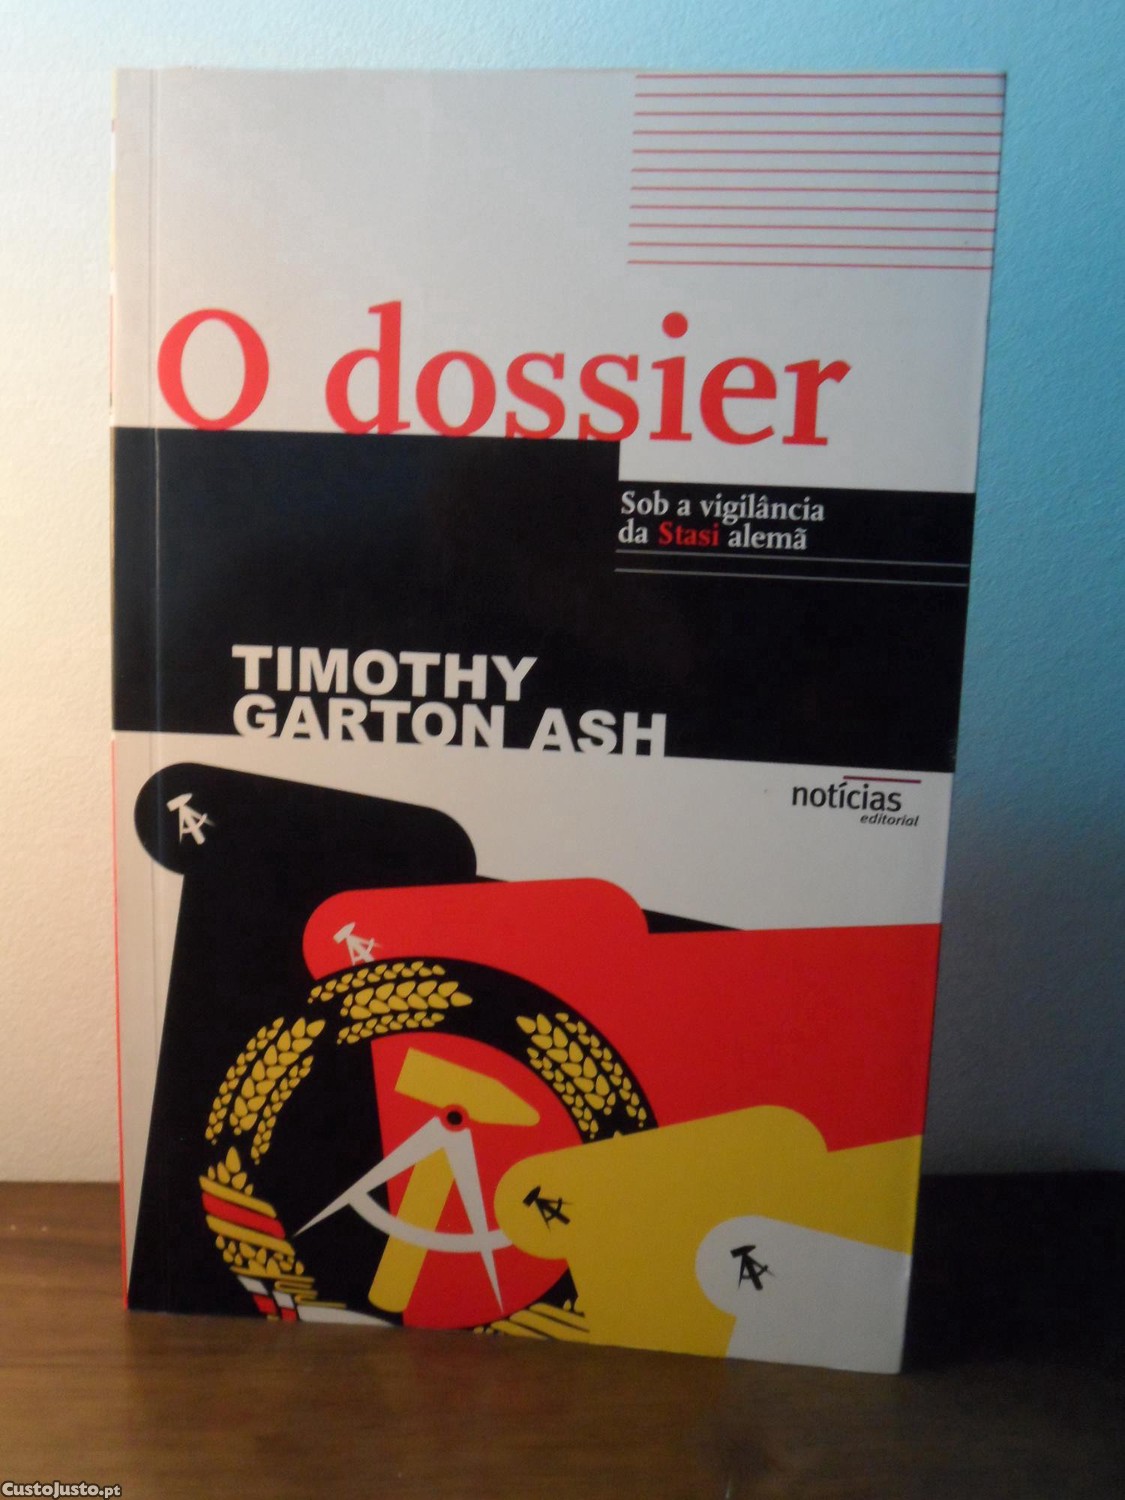 O dossier
Sob a vigilância
da Stasi alemã
TIMOTHY
GARTON ASH
notícias
editorial
CustoJusto.pt